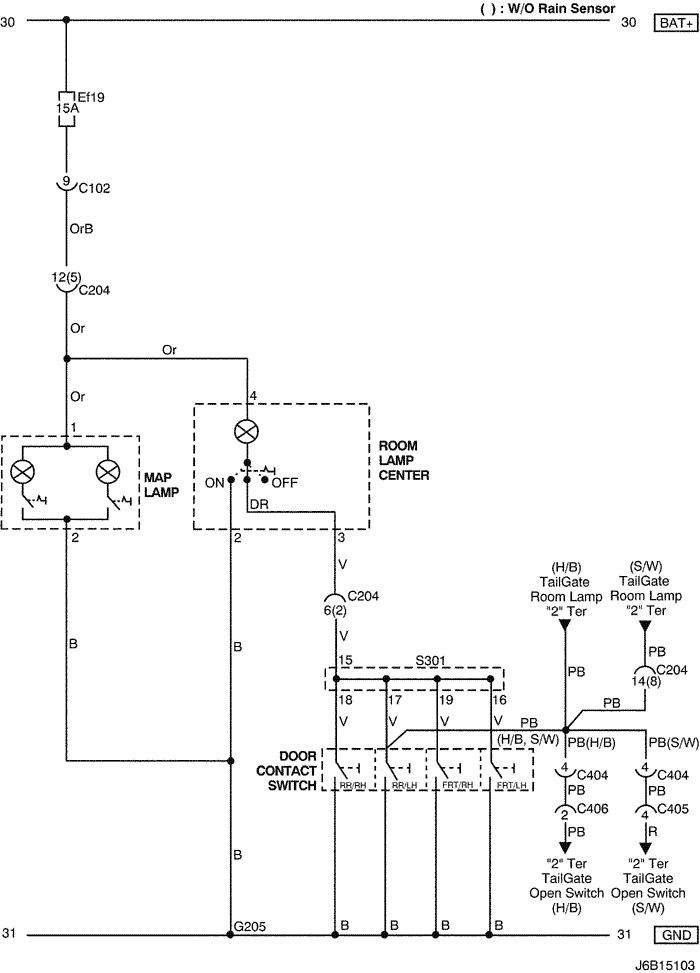 ( ) : W/O Rain Sensor
30
30
BAT+
Ef19
15A
9
C102
OrB
12(5)
C204
Or
Or
Or
1
4
MAP
LAMP
ROOM
LAMP
CENTER
ON
OFF
DR
2
2
3
V
C204
6(2)
V
B
B
15
S301
18
17
19
16
V
V
V
V
(H/B)
TailGate
Room Lamp
"2" Ter
(S/W)
TailGate
Room Lamp
"2" Ter
PB
PB
C204
14(8)
PB
PB
(H/B, S/W)
PB(H/B)
PB(S/W)
DOOR
CONTACT
SWITCH
RR/RH
RR/LH
FRT/RH
FRT/LH
4
C404
4
C404
PB
PB
2
C406
4
C405
PB
R
"2" Ter
TailGate
Open Switch
(H/B)
"2" Ter
TailGate
Open Switch
(S/W)
B
G205
B
B
B
B
31
31
GND
J6B15103